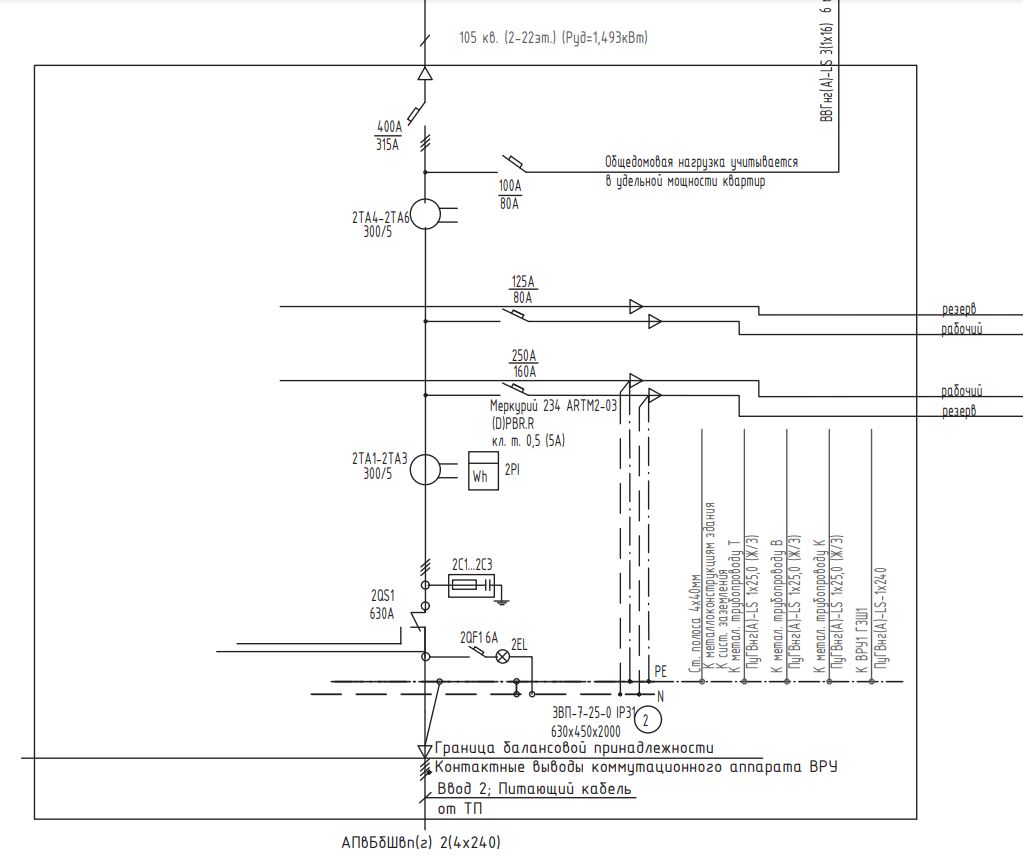 105 кв. (2-22эт.) (Руд=1,493кВт)
ВВГнг(А)-LS 3(1х16) 6
400А
315А
Общедомовая нагрузка учитывается
в удельной мощности квартир
100А
80А
2ТА4-2ТА6
300/5
125А
80А
резерв
рабочий
250А
160А
рабочий
резерв
Меркурий 234 ARTM2-03
(D)PBR.R
кл. т. 0,5 (5А)
2ТА1-2ТА3
300/5
Wh
2PI
2C1...2C3
2QS1
630А
2QF1 6А
2EL
Ст. полоса 4х40мм
К металлоконструкциям здания
К сист. заземления
К метал. трубопроводу Т
ПуГВнг(А)-LS 1х25,0 (Ж/З)
К метал. трубопроводу В
ПуГВнг(А)-LS 1х25,0 (Ж/З)
К метал. трубопроводу К
ПуГВнг(А)-LS 1х25,0 (Ж/З)
К ВРУ1 ГЗШ1
ПуГВнг(А)-LS-1х240
PE
N
3ВП-7-25-0 IP31
630х450х2000
2
Граница балансовой принадлежности
Контактные выводы коммутационного аппарата ВРУ
Ввод 2; Питающий кабель
от ТП
АПвБбШвп(г) 2(4х240)